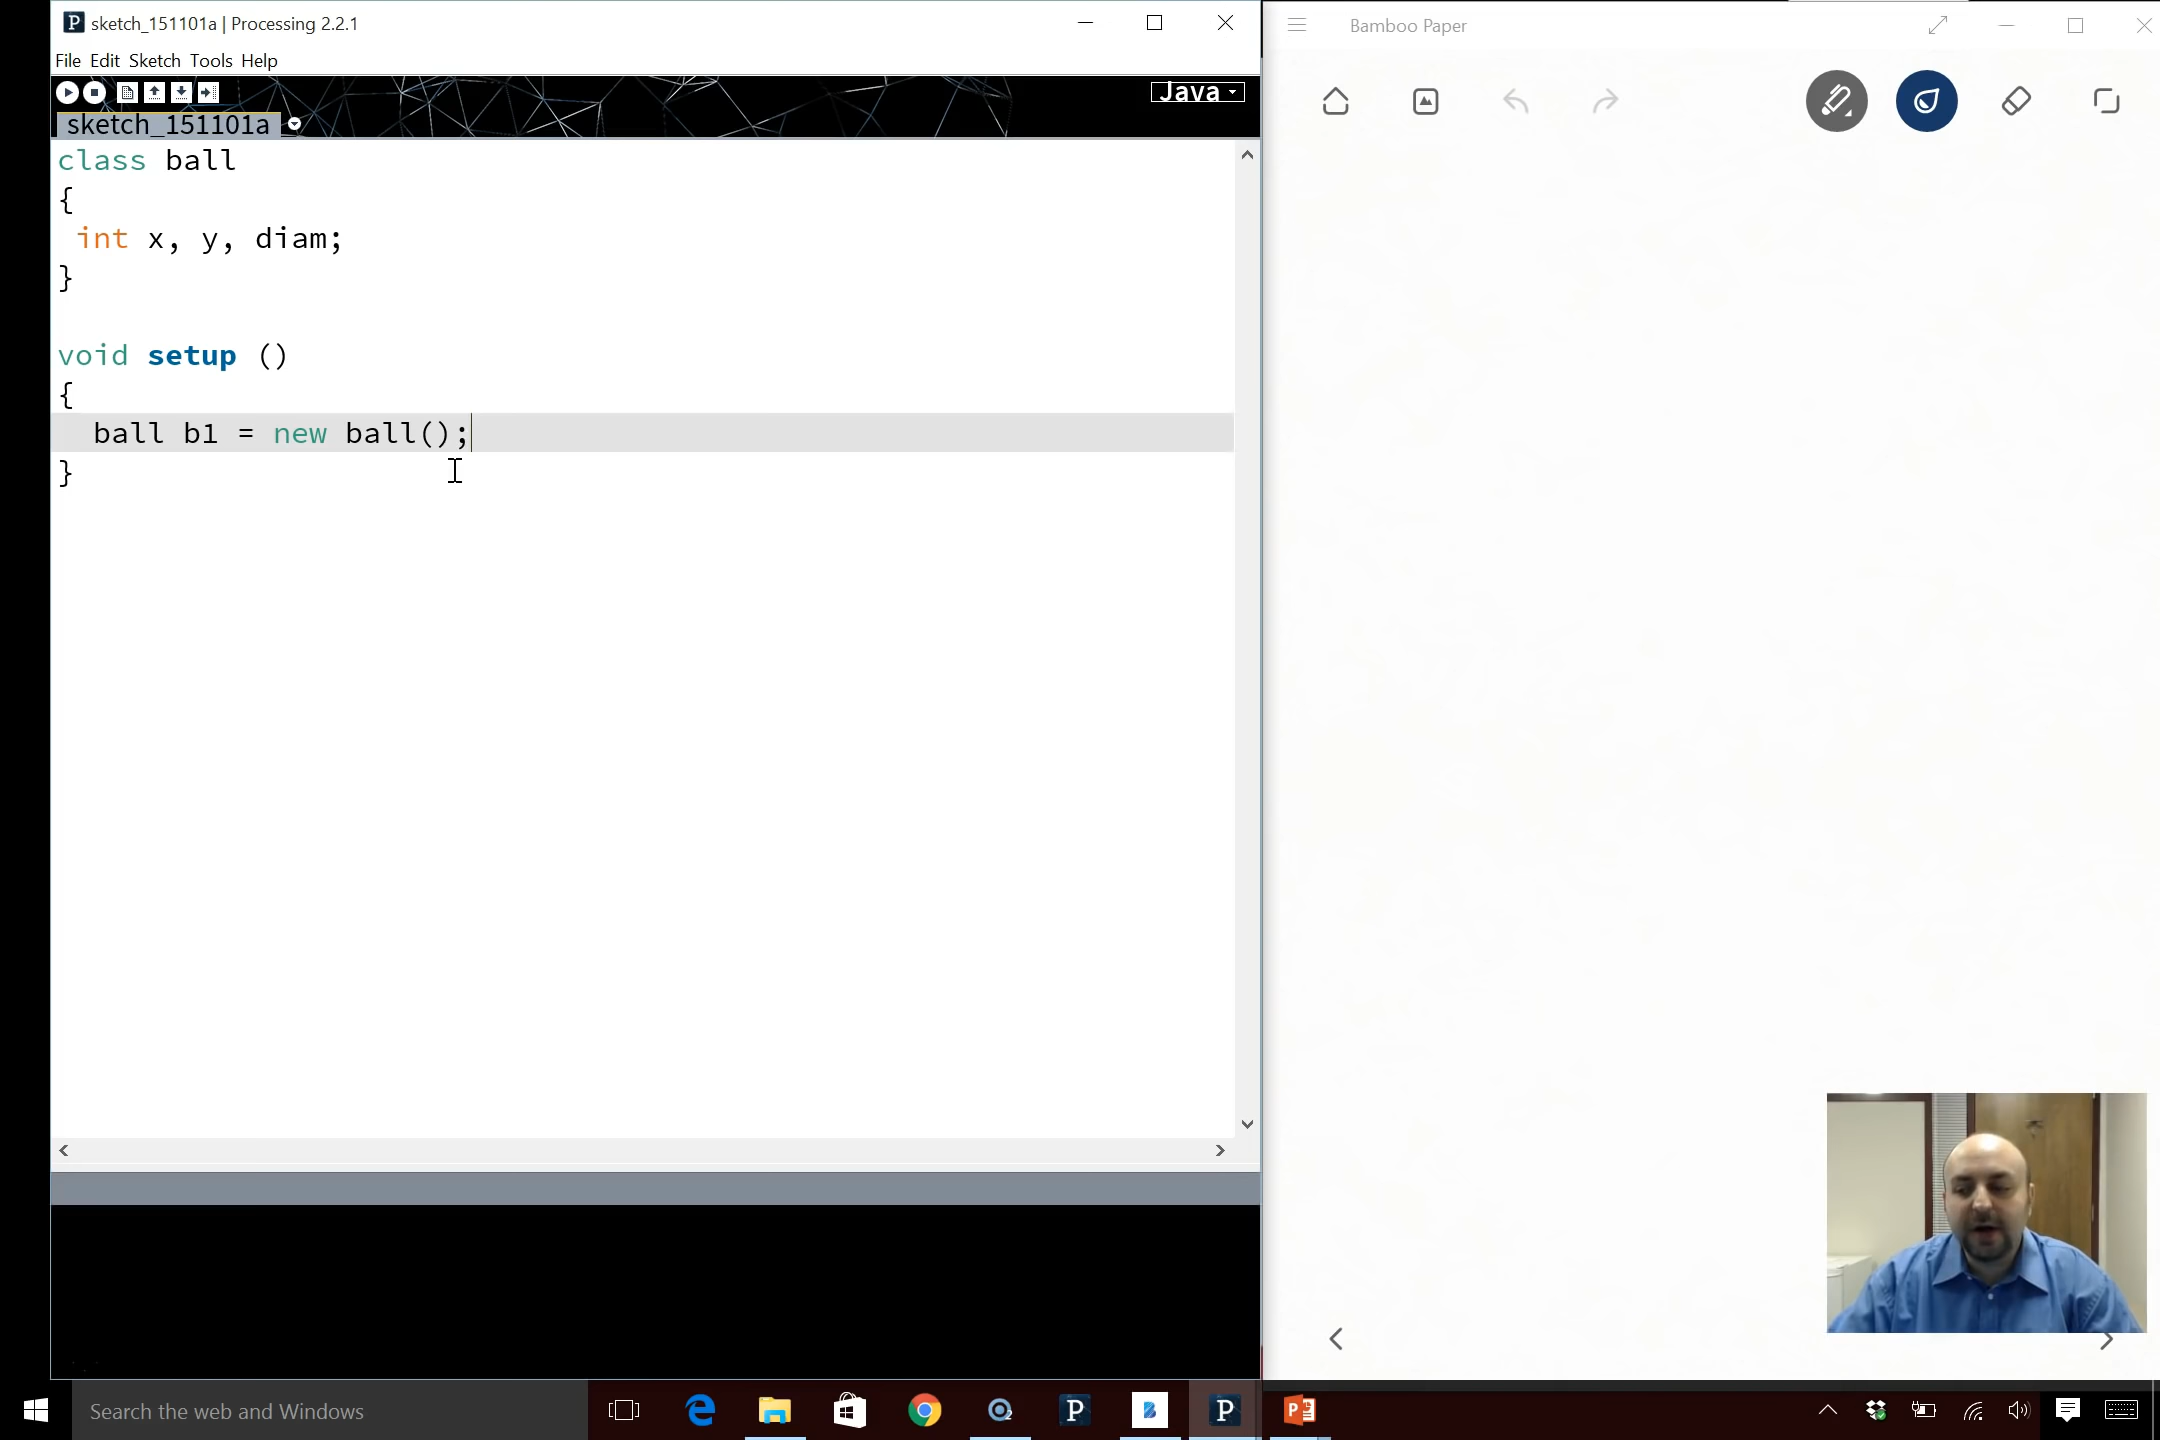 sketch_151101a | Processing 2.2.1
File Edit Sketch Tools Help
Java
sketch_151101a
class ball
{
 int x, y, diam;
}
void setup ()
{
  ball b1 = new ball();
}
Bamboo Paper
Search the web and Windows